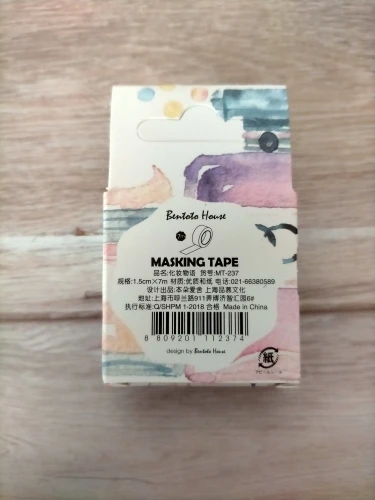 Bentoto House
7m
MASKING TAPE
品名:化妆物语 货号:MT-237
规格:1.5cm×7m 材质:优质和纸 电话:021-66380589
设计出品:本朵爱舍 上海品慕文化
地址:上海市呼兰路911弄博济智汇园6#
执行标准:Q/SHPM 1-2018 合格 Made in China
8 809201 112374
design by Bentoto House
紙